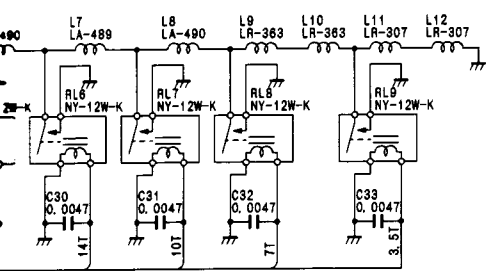 L7
L8
L9
L10
L11
L12
490
LA-489
LA-490
LR-363
LR-363
LR-307
LR-307
RL6
NY-12W-K
RL7
NY-12W-K
RL8
NY-12W-K
RL9
NY-12W-K
2W-K
C30
0.0047
C31
0.0047
C32
0.0047
C33
0.0047
14T
10T
7T
3.5T